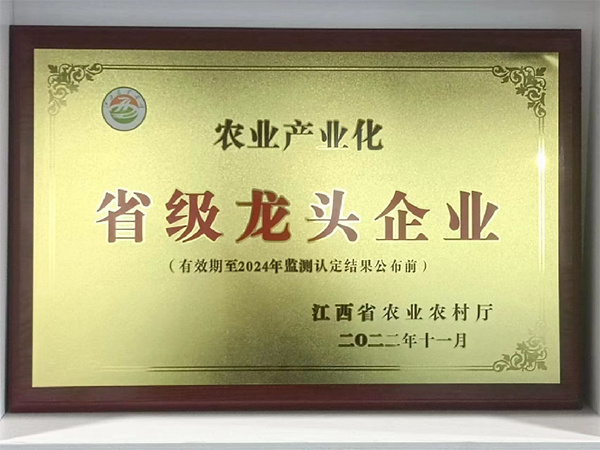 农业产业化
省级龙头企业
（有效期至2024年监测认定结果公布前）
江西省农业农村厅
二〇二二年十一月